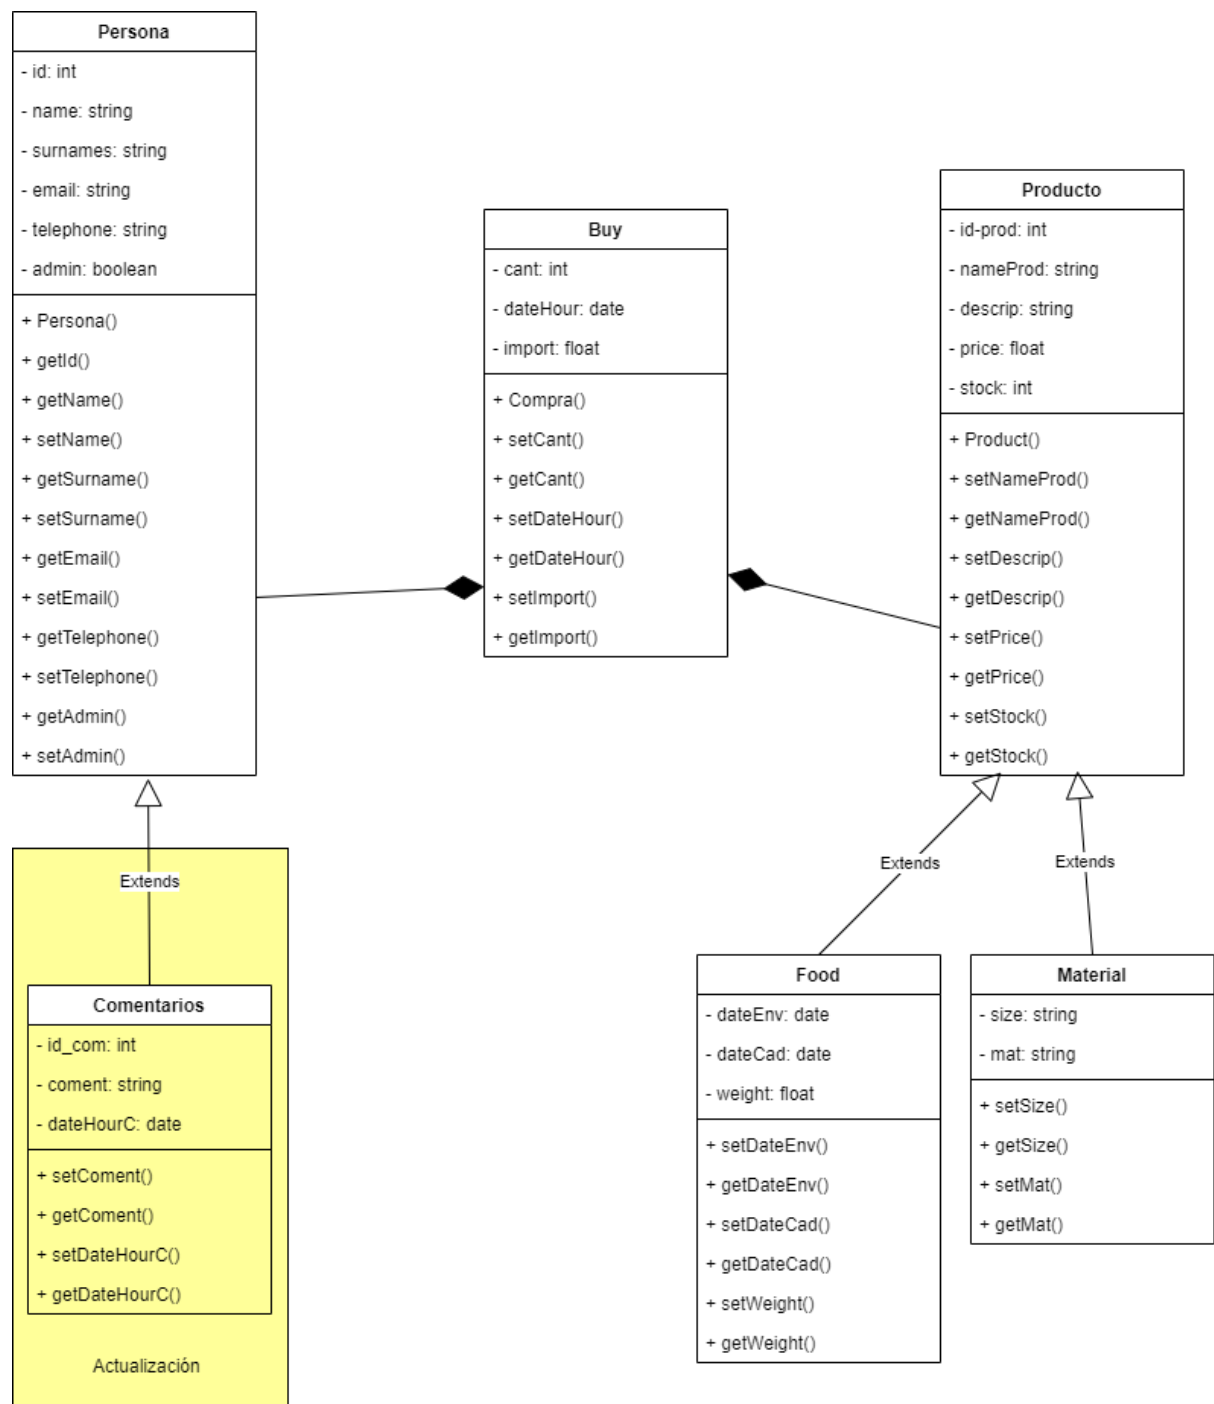 Persona
- id: int
- name: string
- surnames: string
- email: string
- telephone: string
- admin: boolean
+ Persona()
+ getId()
+ getName()
+ setName()
+ getSurname()
+ setSurname()
+ getEmail()
+ setEmail()
+ getTelephone()
+ setTelephone()
+ getAdmin()
+ setAdmin()
Buy
- cant: int
- dateHour: date
- import: float
+ Compra()
+ setCant()
+ getCant()
+ setDateHour()
+ getDateHour()
+ setImport()
+ getImport()
Producto
- id-prod: int
- nameProd: string
- descrip: string
- price: float
- stock: int
+ Product()
+ setNameProd()
+ getNameProd()
+ setDescrip()
+ getDescrip()
+ setPrice()
+ getPrice()
+ setStock()
+ getStock()
Extends
Comentarios
- id_com: int
- coment: string
- dateHourC: date
+ setComent()
+ getComent()
+ setDateHourC()
+ getDateHourC()
Actualización
Extends
Extends
Food
- dateEnv: date
- dateCad: date
- weight: float
+ setDateEnv()
+ getDateEnv()
+ setDateCad()
+ getDateCad()
+ setWeight()
+ getWeight()
Material
- size: string
- mat: string
+ setSize()
+ getSize()
+ setMat()
+ getMat()